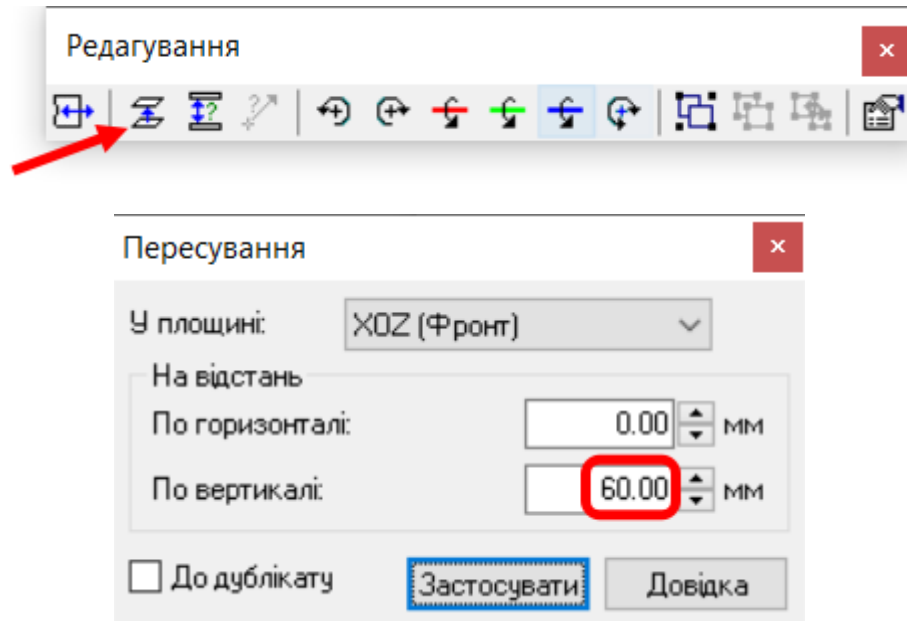 Редагування
Пересування
У площині: XOZ (Фронт)
На відстань
По горизонталі: 0.00 мм
По вертикалі: 60.00 мм
До дублікату Застосувати Довідка